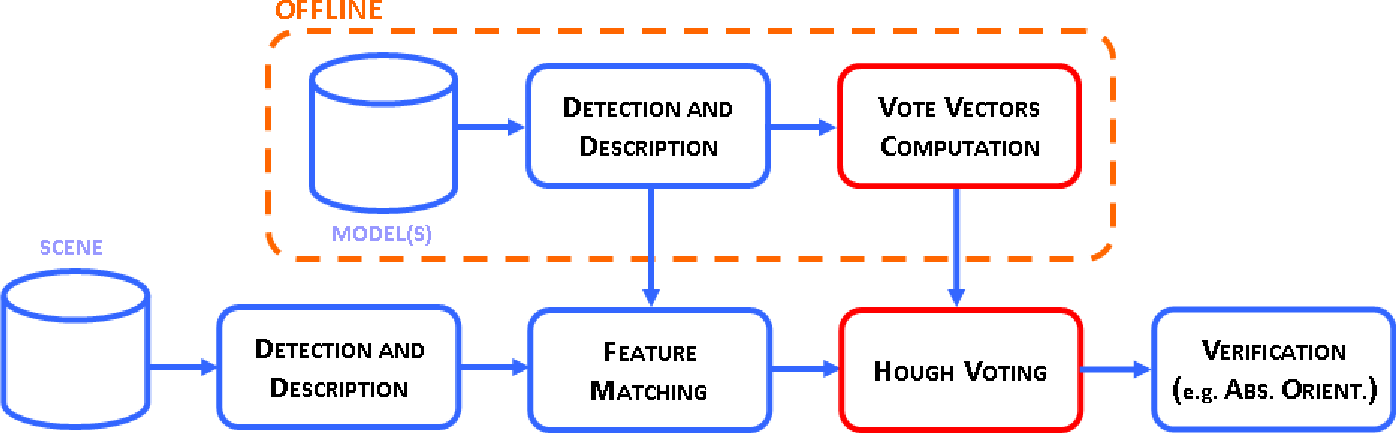 OFFLINE
DETECTION AND
DESCRIPTION
VOTE VECTORS
COMPUTATION
MODEL(S)
SCENE
DETECTION AND
DESCRIPTION
FEATURE
MATCHING
HOUGH VOTING
VERIFICATION
(e.g. ABS. ORIENT.)